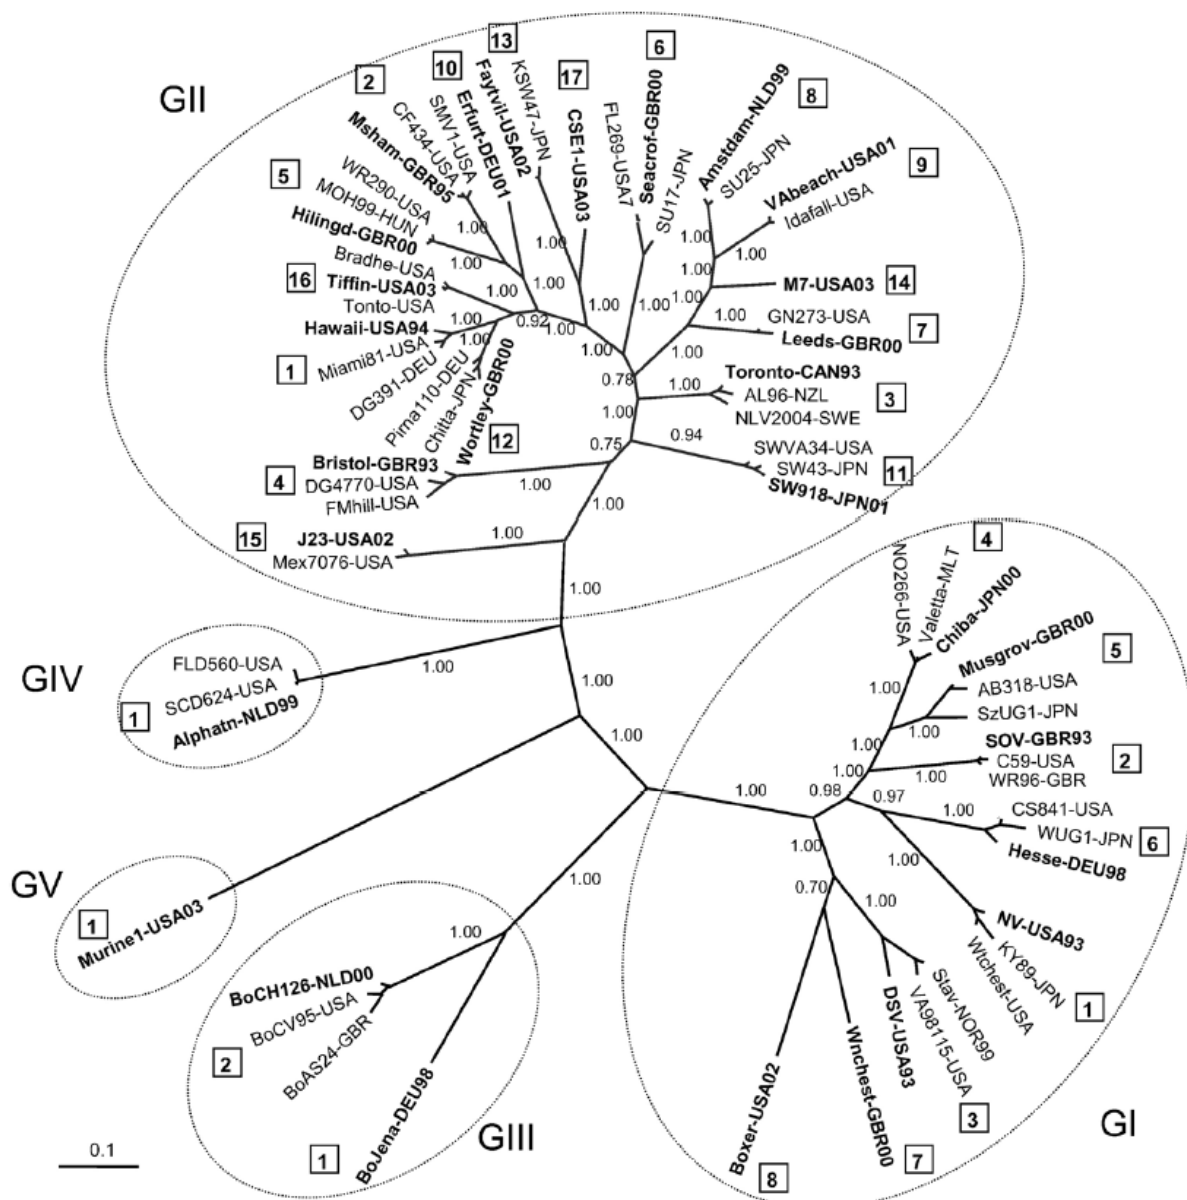 GII
13
6
2
10
17
8
KSW47-JPN
Faytvil-USA02
Erfurt-DEU01
SMV1-USA
CF434-USA
Msham-GBR95
CSE1-USA03
FL269-USA7
Seacrof-GBR00
SU17-JPN
Amstdam-NLD99
SU25-JPN
VAbeach-USA01
9
Idafall-USA
5
WR290-USA
MOH99-HUN
Hilingd-GBR00
Bradhe-USA
16
Tiffin-USA03
Tonto-USA
Hawaii-USA94
1
Miami81-USA
DG391-DEU
Pirna110-DEU
Chitta-JPN
Wortley-GBR00
12
M7-USA03
14
GN273-USA
7
Leeds-GBR00
Toronto-CAN93
AL96-NZL
3
NLV2004-SWE
SWVA34-USA
SW43-JPN
11
SW918-JPN01
4
Bristol-GBR93
DG4770-USA
FMhill-USA
15
J23-USA02
Mex7076-USA
1.00
1.00
1.00
1.00
1.00
1.00
1.00
0.92
1.00
1.00
1.00
1.00
1.00
1.00
1.00
1.00
1.00
1.00
1.00
0.78
1.00
1.00
0.75
0.94
1.00
1.00
1.00
1.00
GIV
FLD560-USA
SCD624-USA
1
Alphatn-NLD99
1.00
1.00
1.00
GV
1
Murine1-USA03
1.00
1.00
BoCH126-NLD00
BoCV95-USA
2
BoAS24-GBR
BoJena-DEU98
1
GIII
0.1
NO266-USA
Valetta-MLT
4
Chiba-JPN00
Musgrov-GBR00
5
AB318-USA
SzUG1-JPN
SOV-GBR93
C59-USA
2
WR96-GBR
CS841-USA
WUG1-JPN
6
Hesse-DEU98
NV-USA93
KY89-JPN
Wtchest-USA
1
Slav-NOR99
VA98115-USA
DSV-USA93
3
Wnchest-GBR00
7
Boxer-USA02
8
GI
1.00
1.00
1.00
1.00
1.00
1.00
0.98
0.97
1.00
1.00
1.00
0.70
1.00